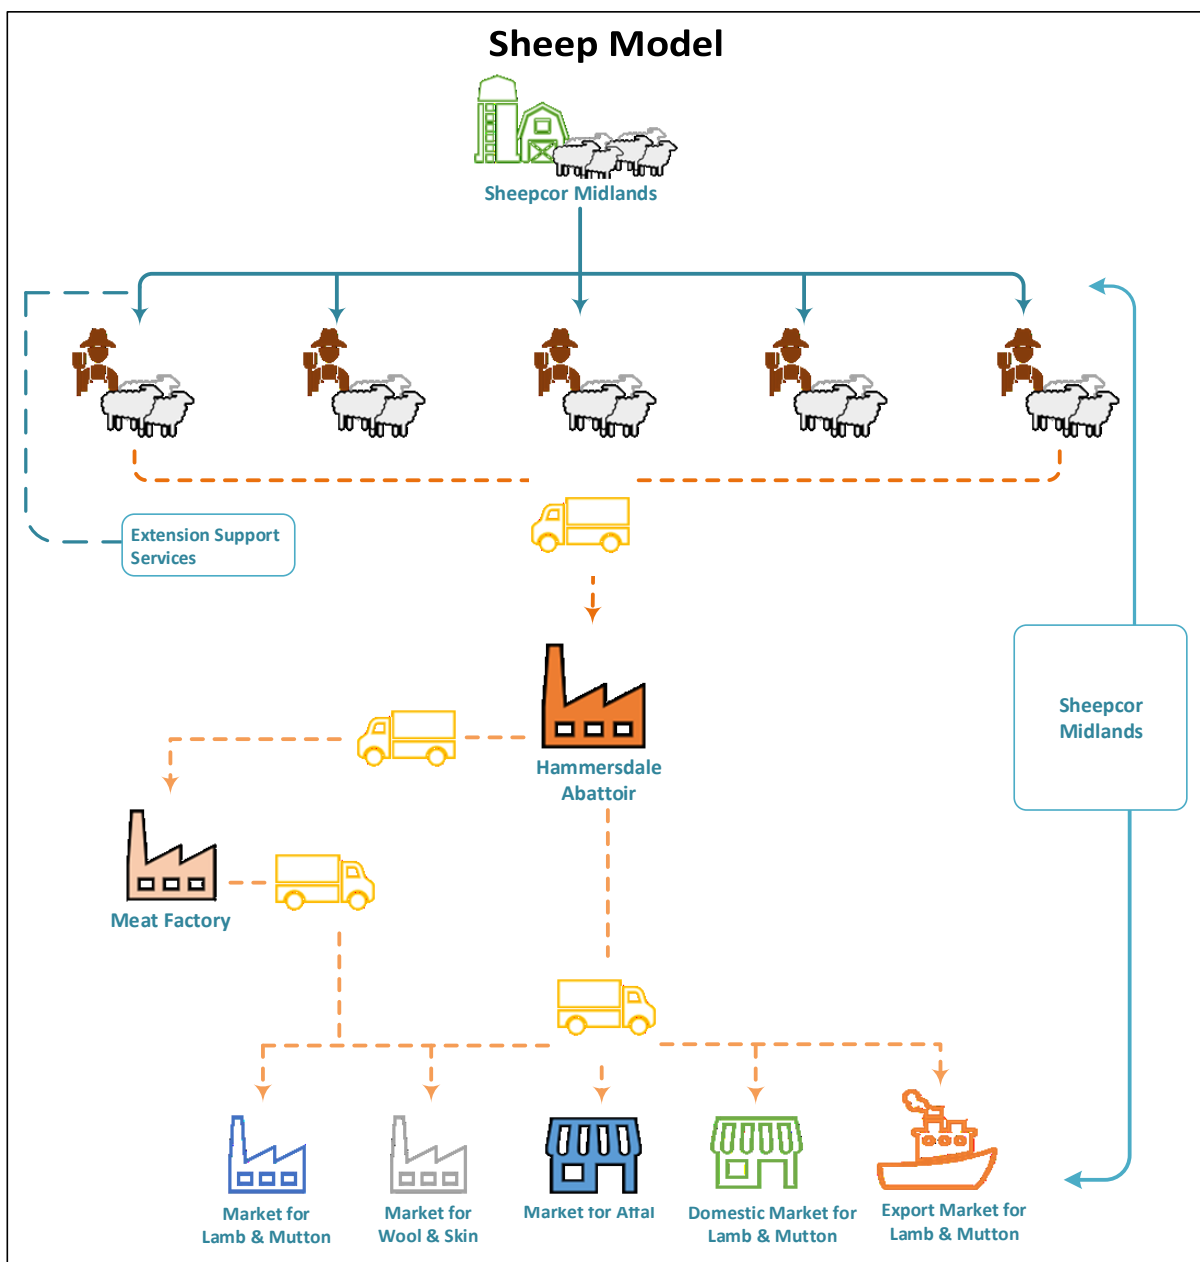 Sheep Model
Sheepcor Midlands
Extension Support
Services
Sheepcor
Midlands
Hammersdale
Abattoir
Meat Factory
Market for
Lamb & Mutton
Market for
Wool & Skin
Market for Affal
Domestic Market for
Lamb & Mutton
Export Market for
Lamb & Mutton